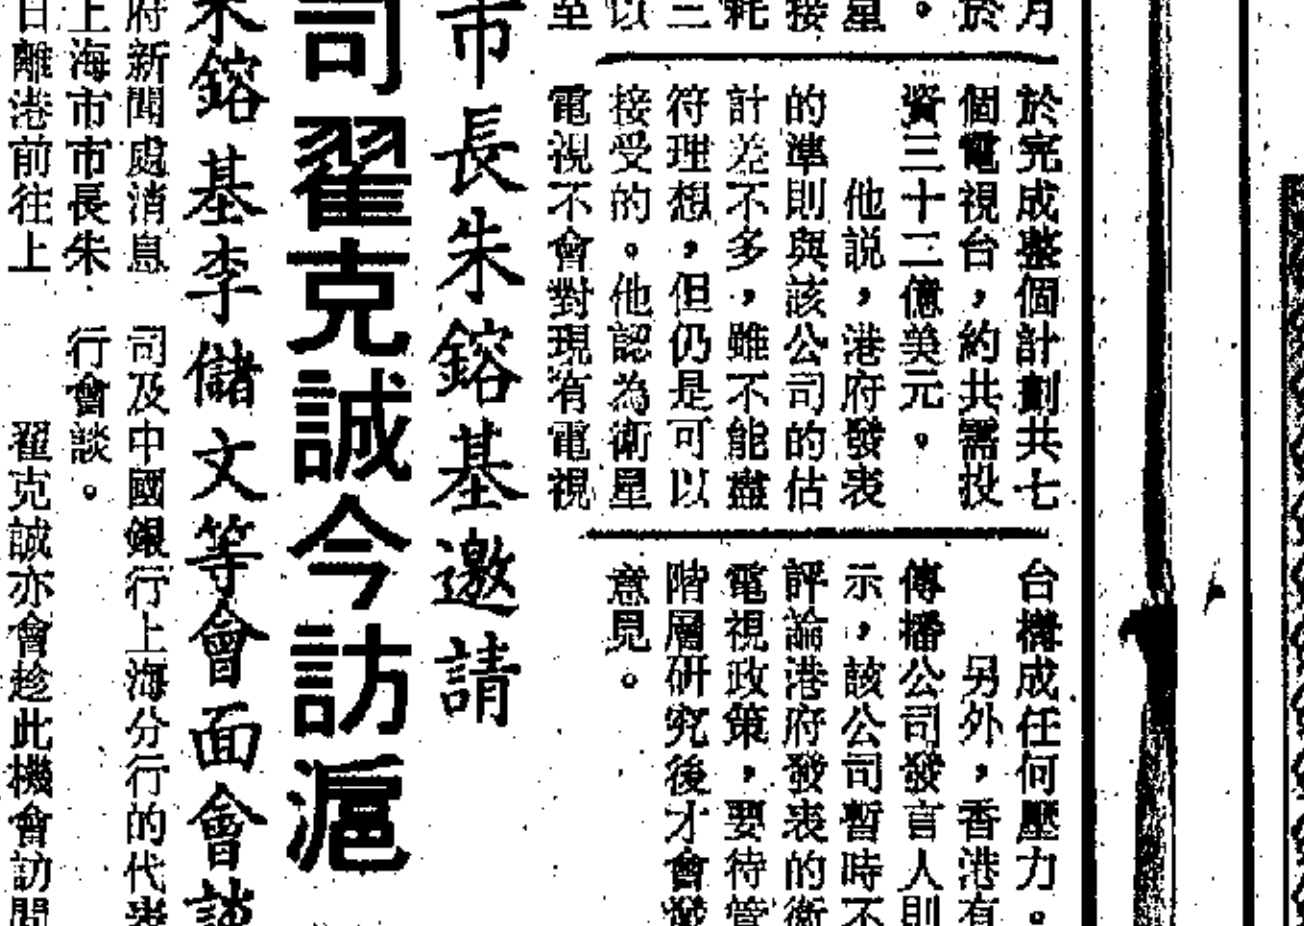 月
於
。
星
接
耗
三
以
至
於完成整個計劃共七
個電視台，約共需投
資三十二億美元。
他説，港府發表
的準則與該公司的估
計差不多，雖不能盡
符理想，但仍是可以
接受的。他認為衛星
電視不會對現有電視
台構成任何壓力。
另外，香港有
傳播公司發言人則
示，該公司暫時不
評論港府發表的衛
電視政策，要待管
階層研究後才會發
意見。
市長朱鎔基邀請
司翟克誠今訪滬
朱鎔基李儲文等會面會談
府新聞處消息
上海市市長朱
日離港前往上
司及中國銀行上海分行的代表
行會談。
翟克誠亦會趁此機會訪問